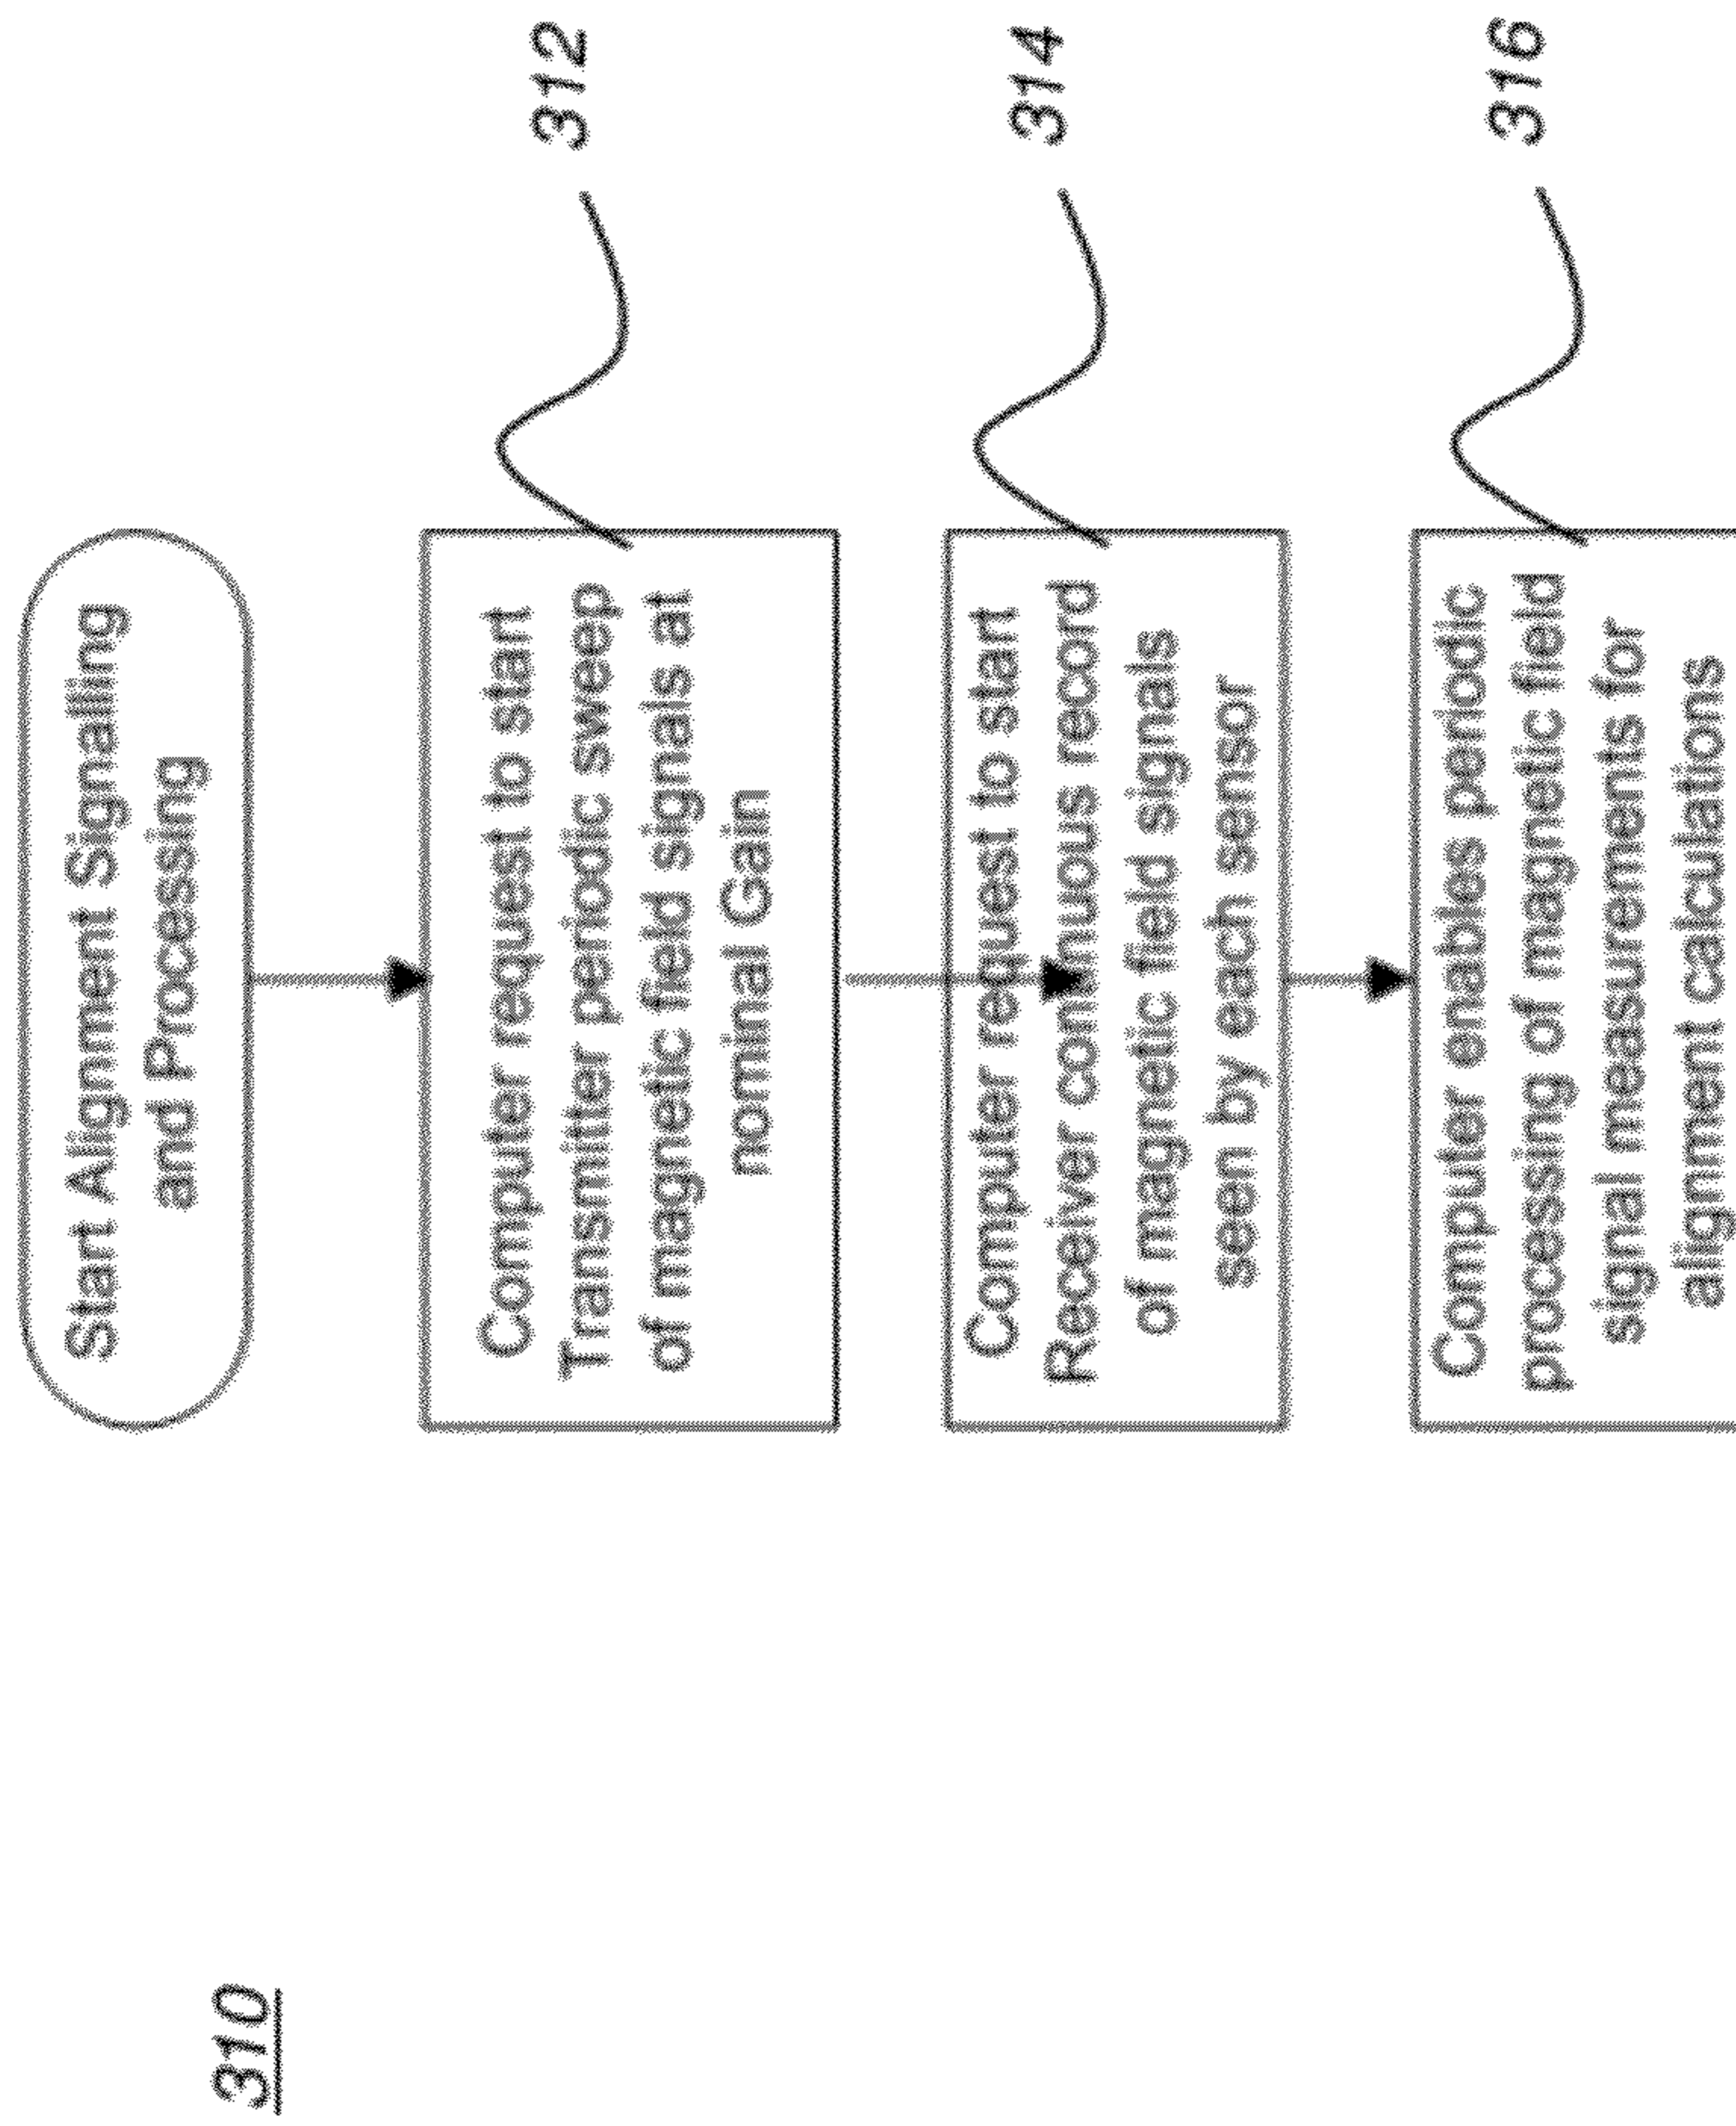 310
Start Alignment Signalling
and Processing
Computer request to start
Transmitter periodic sweep
of magnetic field signals at
nominal Gain
312
Computer request to start
Receiver continuous record
of magnetic field signals
seen by each sensor
314
Computer enables periodic
processing of magnetic field
signal measurements for
alignment calculations
316